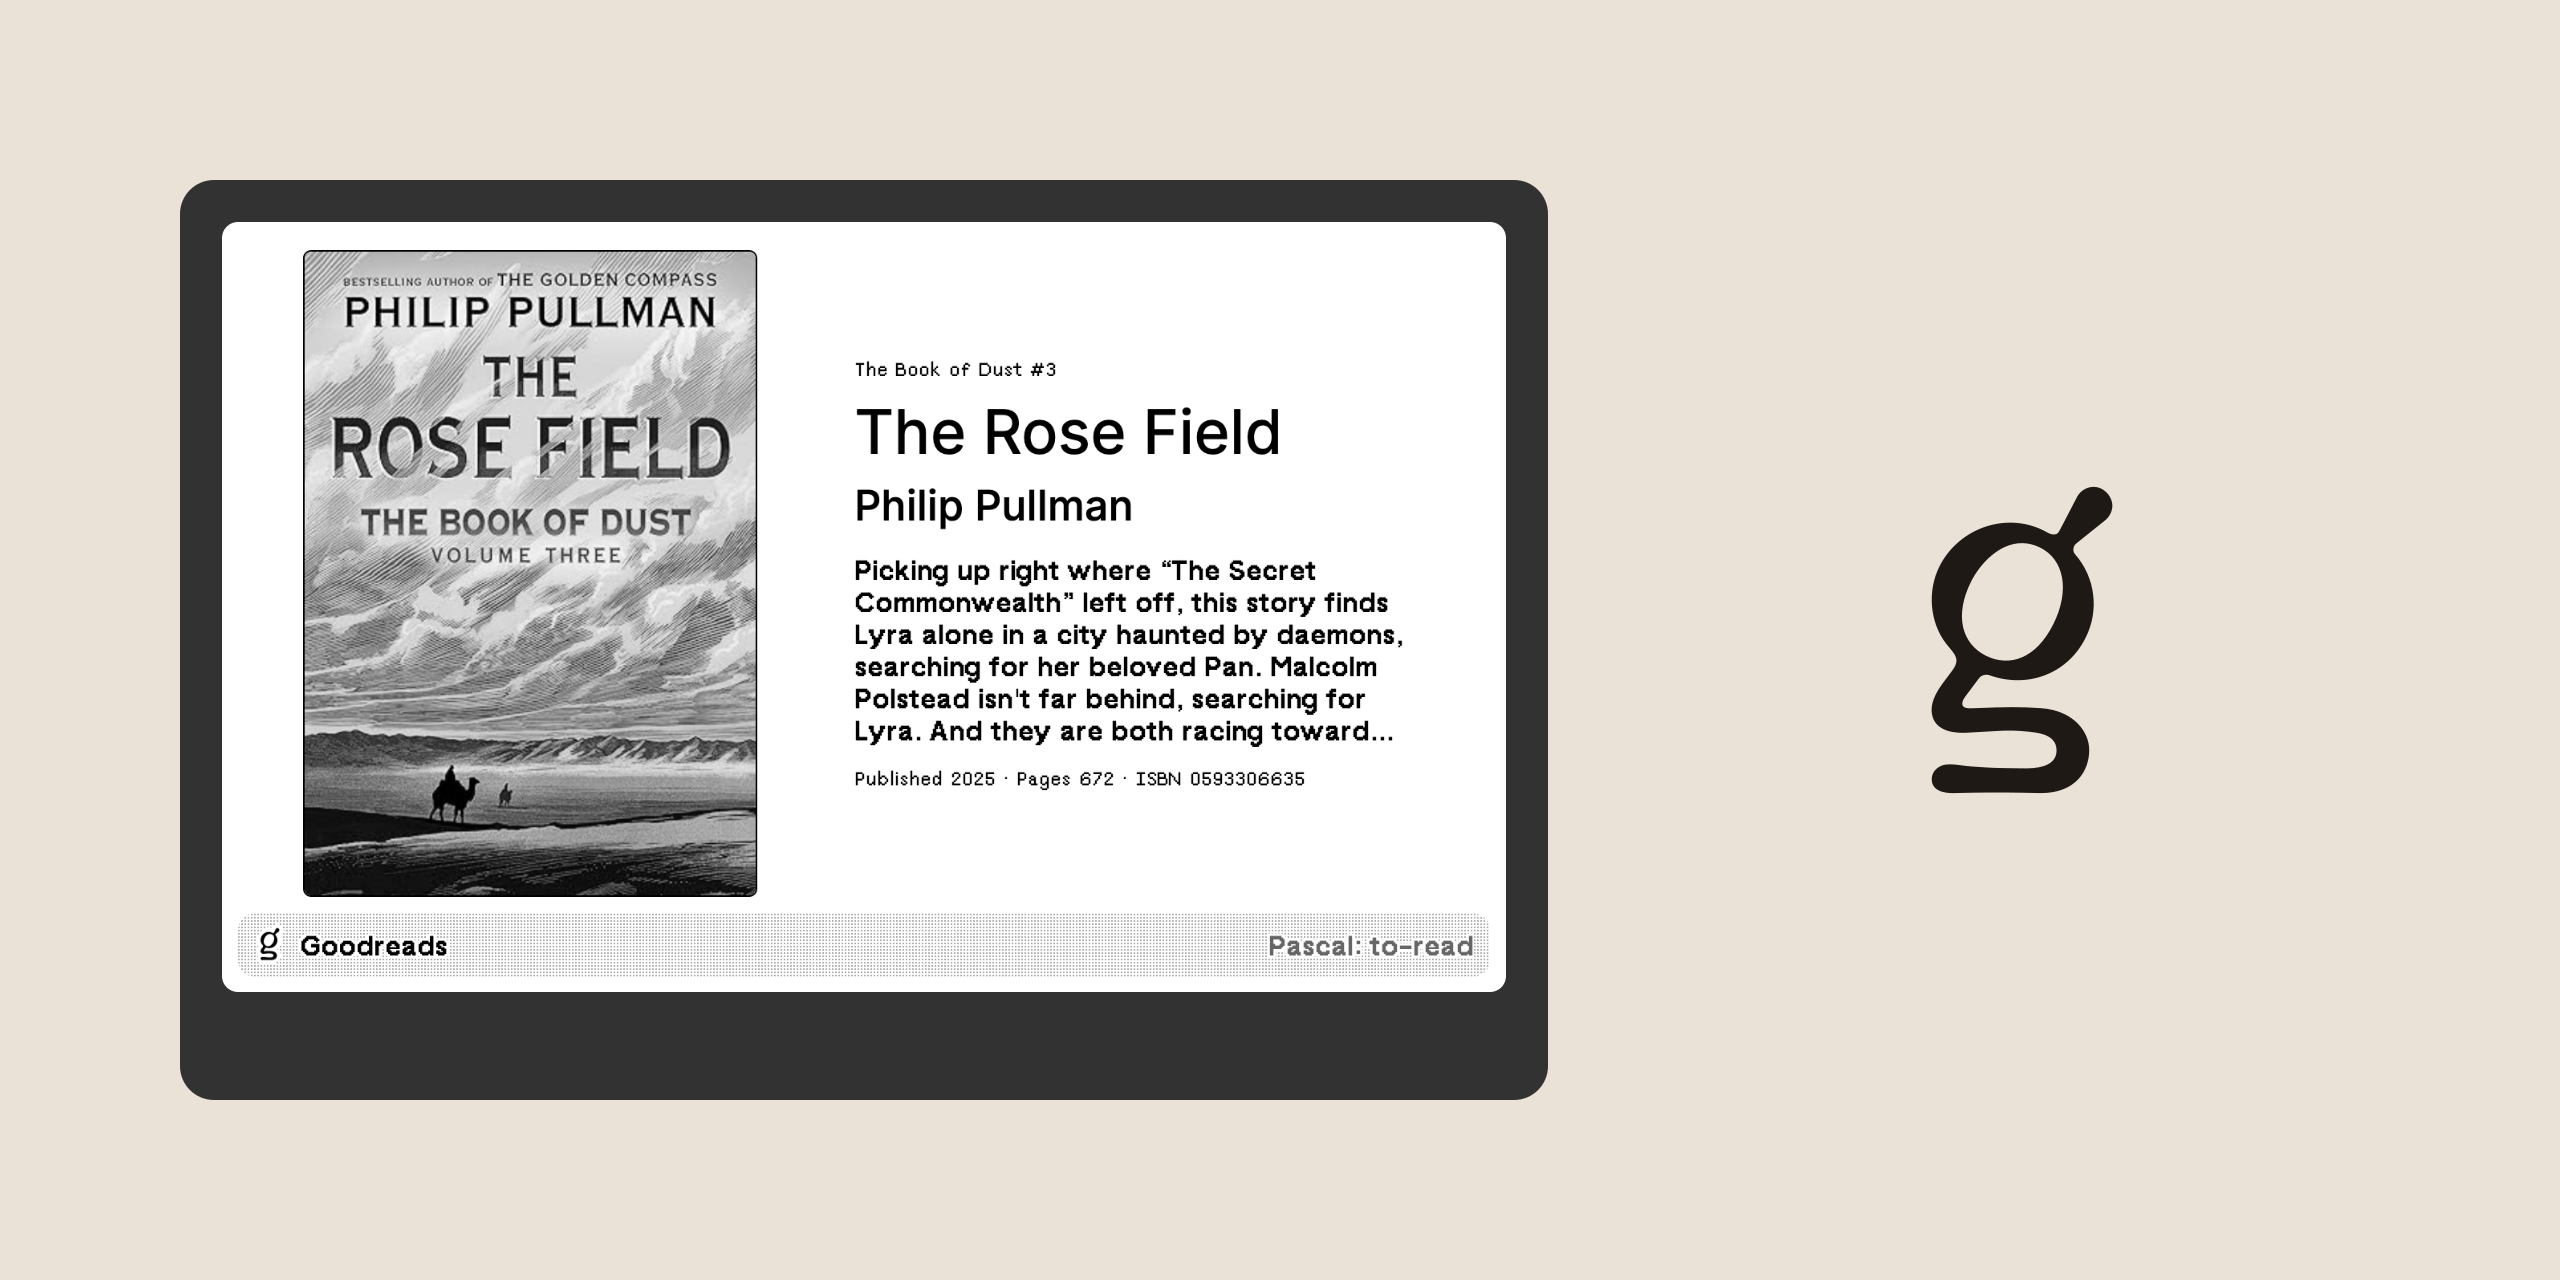 BESTSELLING AUTHOR OF THE GOLDEN COMPASS
PHILIP PULLMAN
THE
ROSE FIELD
THE BOOK OF DUST
VOLUME THREE
The Book of Dust #3
The Rose Field
Philip Pullman
Picking up right where “The Secret
Commonwealth” left off, this story finds
Lyra alone in a city haunted by daemons,
searching for her beloved Pan. Malcolm
Polstead isn't far behind, searching for
Lyra. And they are both racing toward...
Published 2025 · Pages 672 · ISBN 0593306635
g Goodreads
Pascal: to-read
g